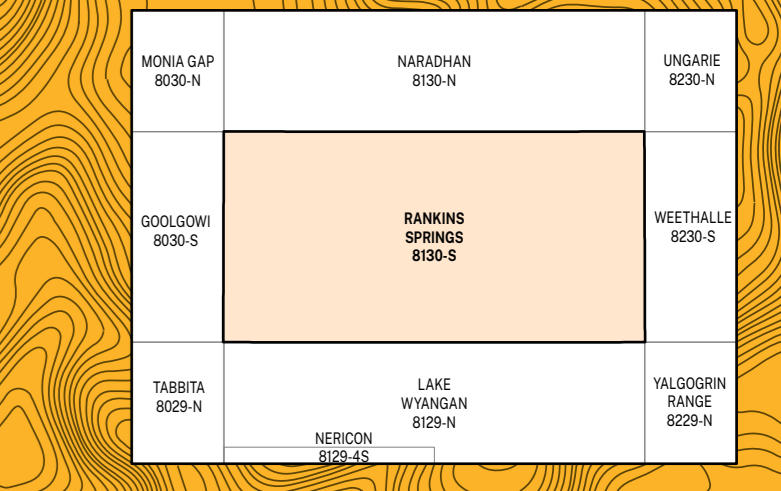 MONIA GAP
8030-N
NARADHAN
8130-N
UNGARIE
8230-N
GOOLGOWI
8030-S
RANKINS
SPRINGS
8130-S
WEETHALLE
8230-S
TABBITA
8029-N
LAKE
WYANGAN
8129-N
NERICON
8129-4S
YALGOGRIN
RANGE
8229-N